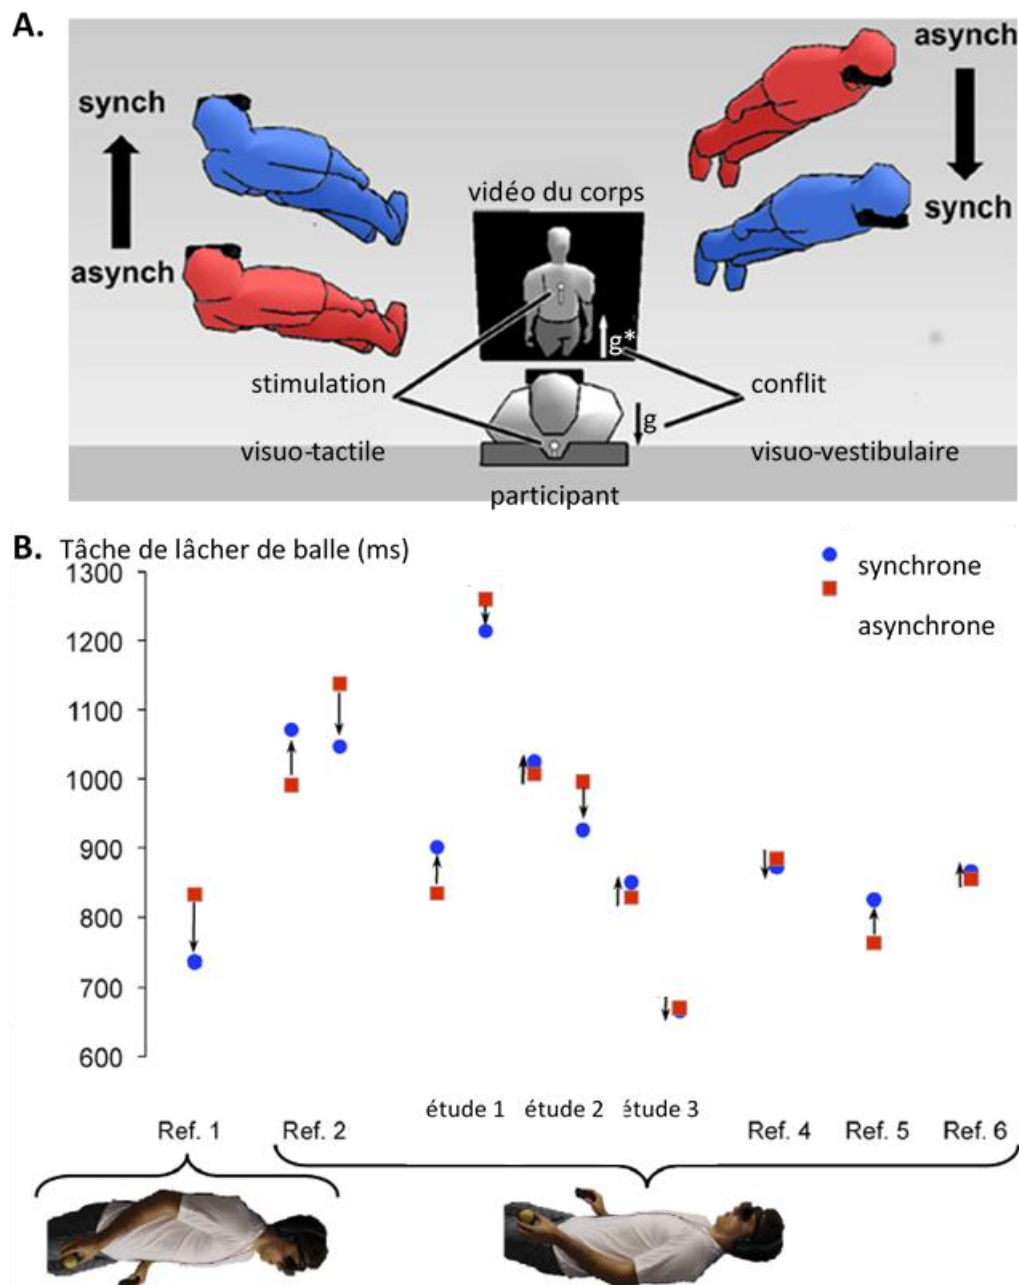 A.
synch
asynch
asynch
synch
vidéo du corps
g*
stimulation
conflit
g
visuo-tactile
visuo-vestibulaire
participant
B. Tâche de lâcher de balle (ms)
synchrone
asynchrone
1300
1200
1100
1000
900
800
700
600
étude 1
étude 2
étude 3
Ref. 1
Ref. 2
Ref. 4
Ref. 5
Ref. 6